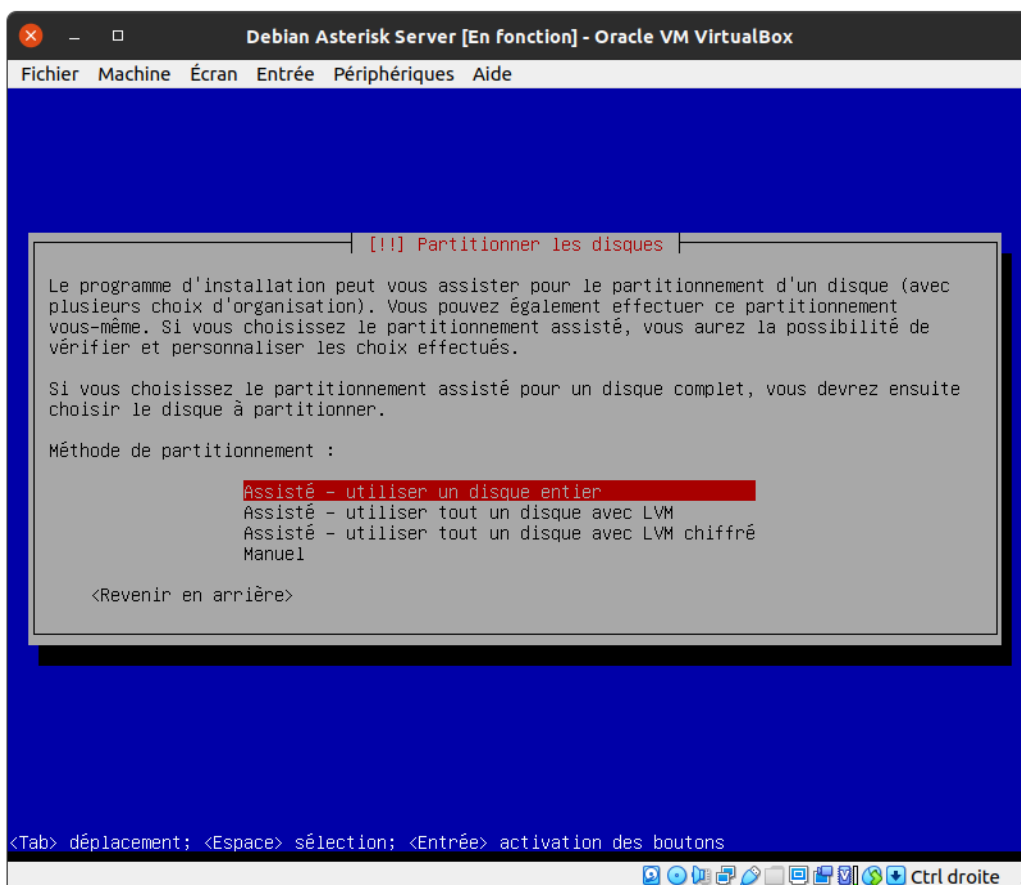 Debian Asterisk Server [En fonction] - Oracle VM VirtualBox
Fichier Machine Écran Entrée Périphériques Aide
[!!] Partitionner les disques
Le programme d'installation peut vous assister pour le partitionnement d'un disque (avec
plusieurs choix d'organisation). Vous pouvez également effectuer ce partitionnement
vous-même. Si vous choisissez le partitionnement assisté, vous aurez la possibilité de
vérifier et personnaliser les choix effectués.
Si vous choisissez le partitionnement assisté pour un disque complet, vous devrez ensuite
choisir le disque à partitionner.
Méthode de partitionnement :
Assisté - utiliser un disque entier
Assisté - utiliser tout un disque avec LVM
Assisté - utiliser tout un disque avec LVM chiffré
Manuel
<Revenir en arrière>
<Tab> déplacement; <Espace> sélection; <Entrée> activation des boutons
Ctrl droite